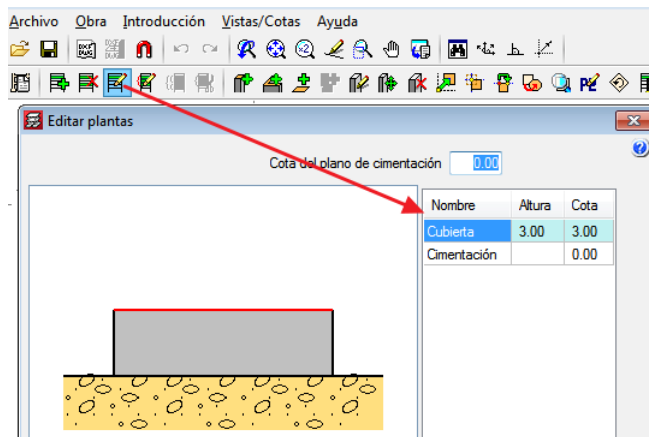 Archivo Obra Introducción Vistas/Cotas Ayuda
Editar plantas
Cota del plano de cimentación 0.00
Nombre Altura Cota
Cubierta 3.00 3.00
Cimentación 0.00